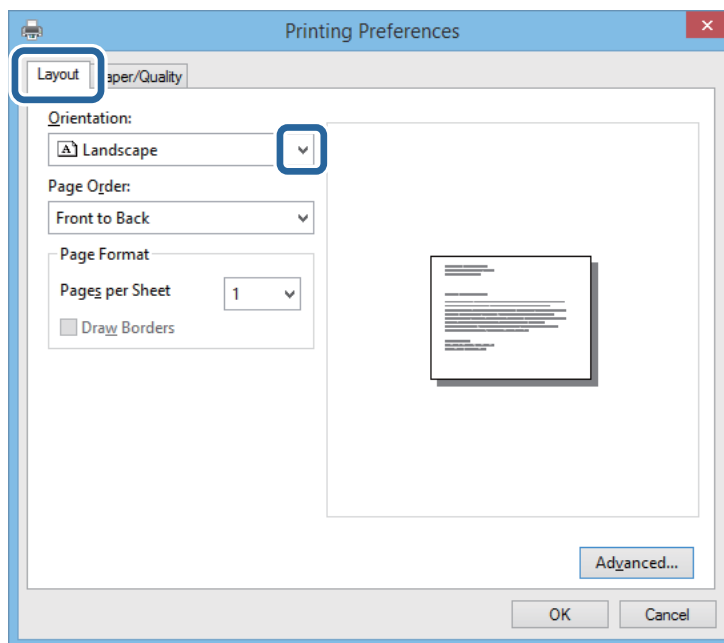 Printing Preferences
Layout
aper/Quality
Orientation:
A Landscape
Page Order:
Front to Back
Page Format
Pages per Sheet
1
Draw Borders
Advanced...
OK
Cancel